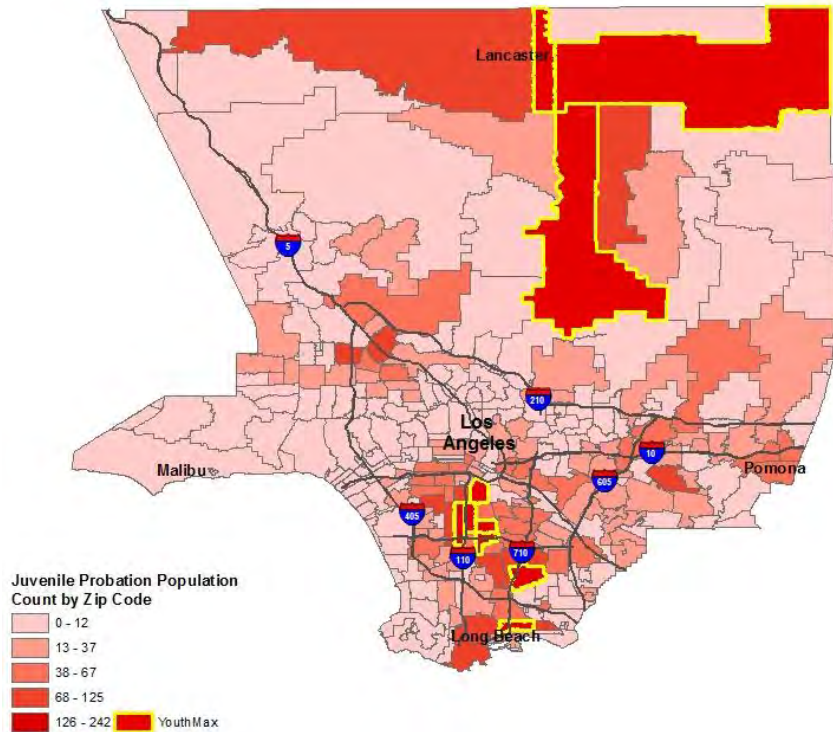 Lancaster
5
210
Los
Angeles
10
Malibu
605
Pomona
405
110
710
Juvenile Probation Population
Count by Zip Code
0 - 12
13 - 37
38 - 67
68 - 125
126 - 242 YouthMax
Long Beach